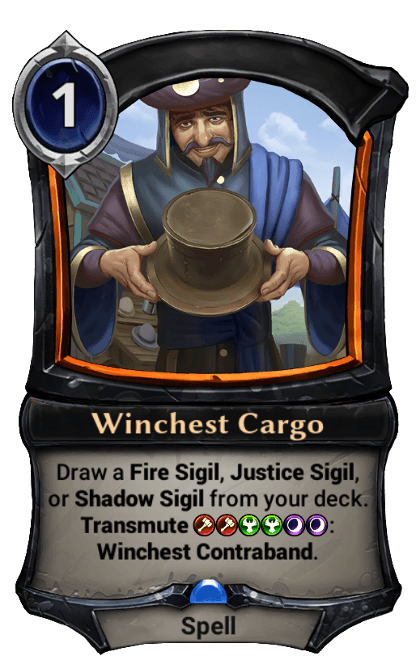 1
Winchest Cargo
Draw a Fire Sigil, Justice Sigil,
or Shadow Sigil from your deck.
Transmute :
Winchest Contraband.
Spell